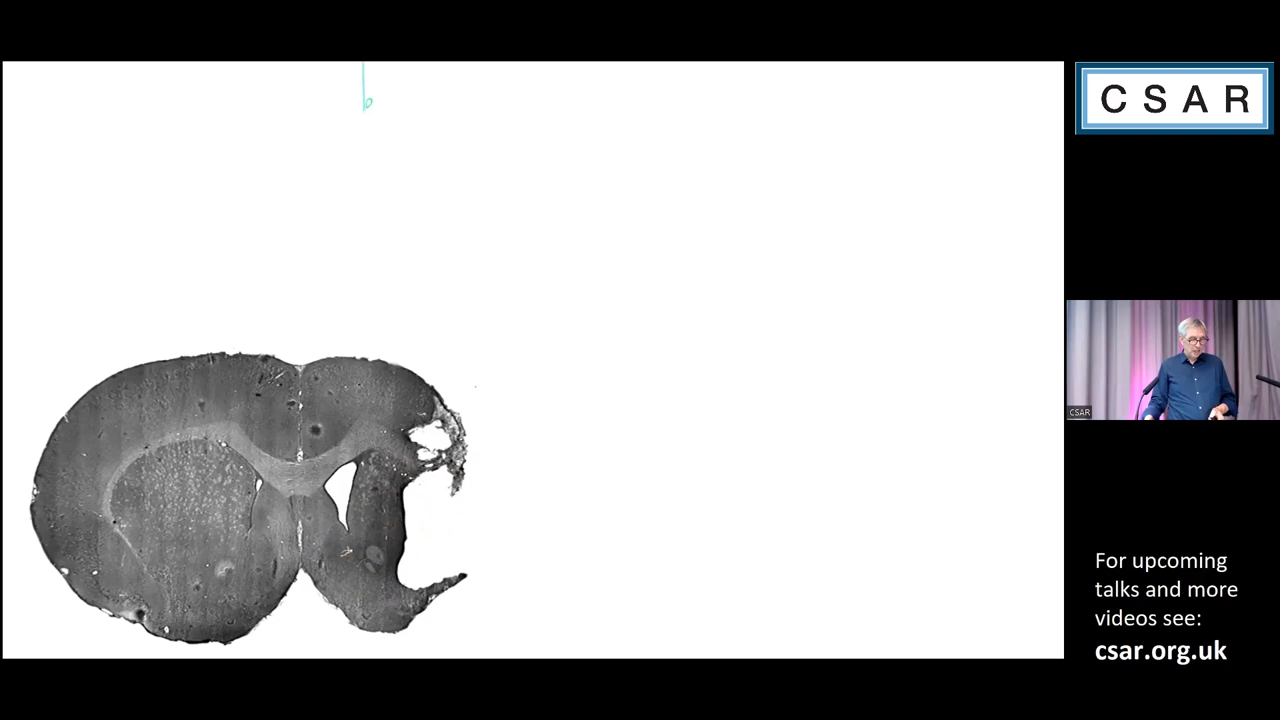 CSAR
CSAR
For upcoming
talks and more
videos see:
csar.org.uk